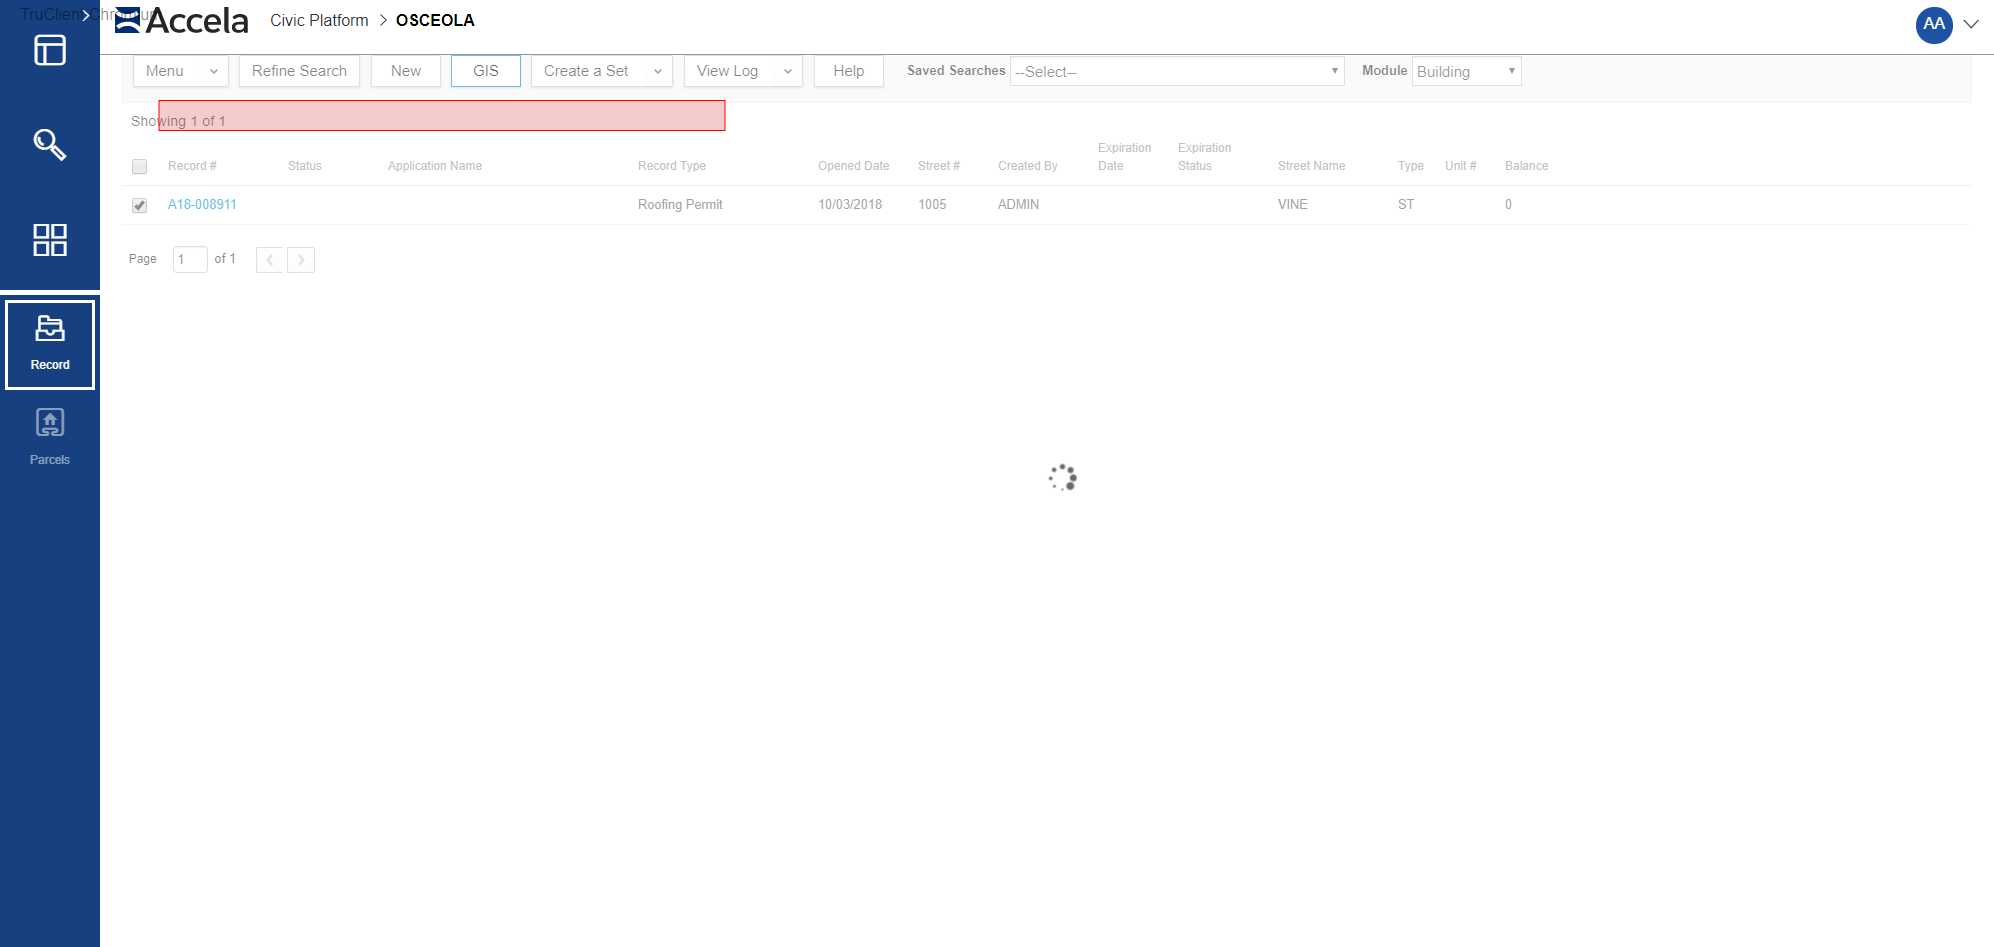 TruClient Chromium
Accela
Civic Platform > OSCEOLA
AA
Menu
Refine Search
New
GIS
Create a Set
View Log
Help
Saved Searches
--Select--
Module
Building
Showing 1 of 1
Record # Status Application Name Record Type Opened Date Street # Created By Expiration Date Expiration Status Street Name Type Unit # Balance
A18-008911 Roofing Permit 10/03/2018 1005 ADMIN VINE ST 0
Page 1 of 1
Record
Parcels